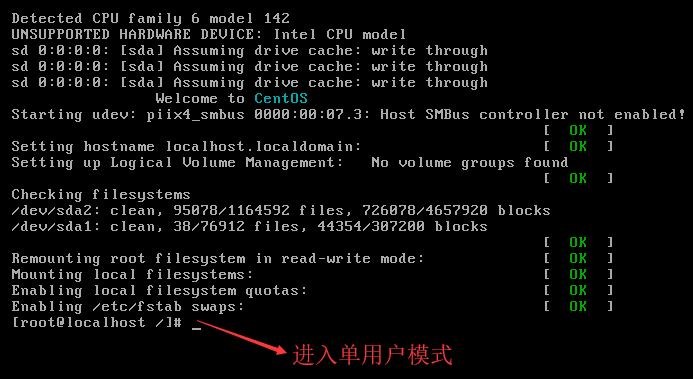 Detected CPU family 6 model 142
UNSUPPORTED HARDWARE DEVICE: Intel CPU model
sd 0:0:0:0: [sda] Assuming drive cache: write through
sd 0:0:0:0: [sda] Assuming drive cache: write through
sd 0:0:0:0: [sda] Assuming drive cache: write through
Welcome to CentOS
Starting udev: piix4_smbus 0000:00:07.3: Host SMBus controller not enabled!
[  OK  ]
Setting hostname localhost.localdomain: [  OK  ]
Setting up Logical Volume Management:   No volume groups found
[  OK  ]
Checking filesystems
/dev/sda2: clean, 95078/1164592 files, 726078/4657920 blocks
/dev/sda1: clean, 38/76912 files, 44354/307200 blocks
[  OK  ]
Remounting root filesystem in read-write mode: [  OK  ]
Mounting local filesystems: [  OK  ]
Enabling local filesystem quotas: [  OK  ]
Enabling /etc/fstab swaps: [  OK  ]
[root@localhost /]# _
进入单用户模式